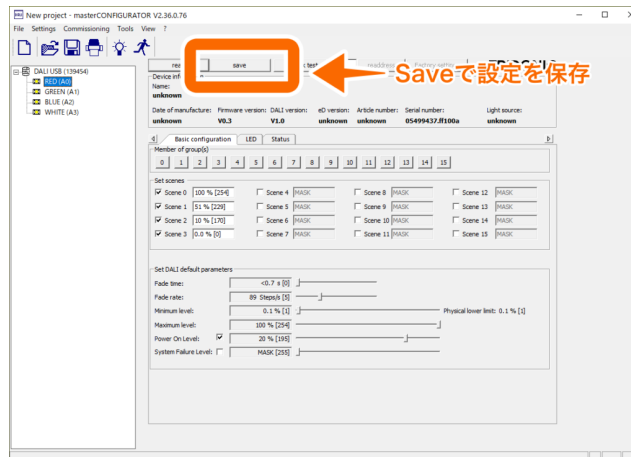 New project - masterCONFIGURATOR V2.36.0.76
File Settings Commissioning Tools View ?
save
Saveで設定を保存
DALI USB (139454)
RED (A0)
GREEN (A1)
BLUE (A2)
WHITE (A3)
Name:
unknown
Date of manufacture: Firmware version: DALI version: eD version: Article number: Serial number: Light source:
unknown V0.3 V1.0 unknown unknown 05499437.ff100a unknown
Basic configuration LED Status
Member of group(s)
0 1 2 3 4 5 6 7 8 9 10 11 12 13 14 15
Set scenes
Scene 0 100 % [254] Scene 4 MASK Scene 8 MASK Scene 12 MASK
Scene 1 51 % [229] Scene 5 MASK Scene 9 MASK Scene 13 MASK
Scene 2 10 % [170] Scene 6 MASK Scene 10 MASK Scene 14 MASK
Scene 3 0.0 % [0] Scene 7 MASK Scene 11 MASK Scene 15 MASK
Set DALI default parameters
Fade time: <0.7 s [0]
Fade rate: 89 Steps/s [5]
Minimum level: 0.1 % [1] Physical lower limit: 0.1 % [1]
Maximum level: 100 % [254]
Power On Level: 20 % [195]
System Failure Level: MASK [255]